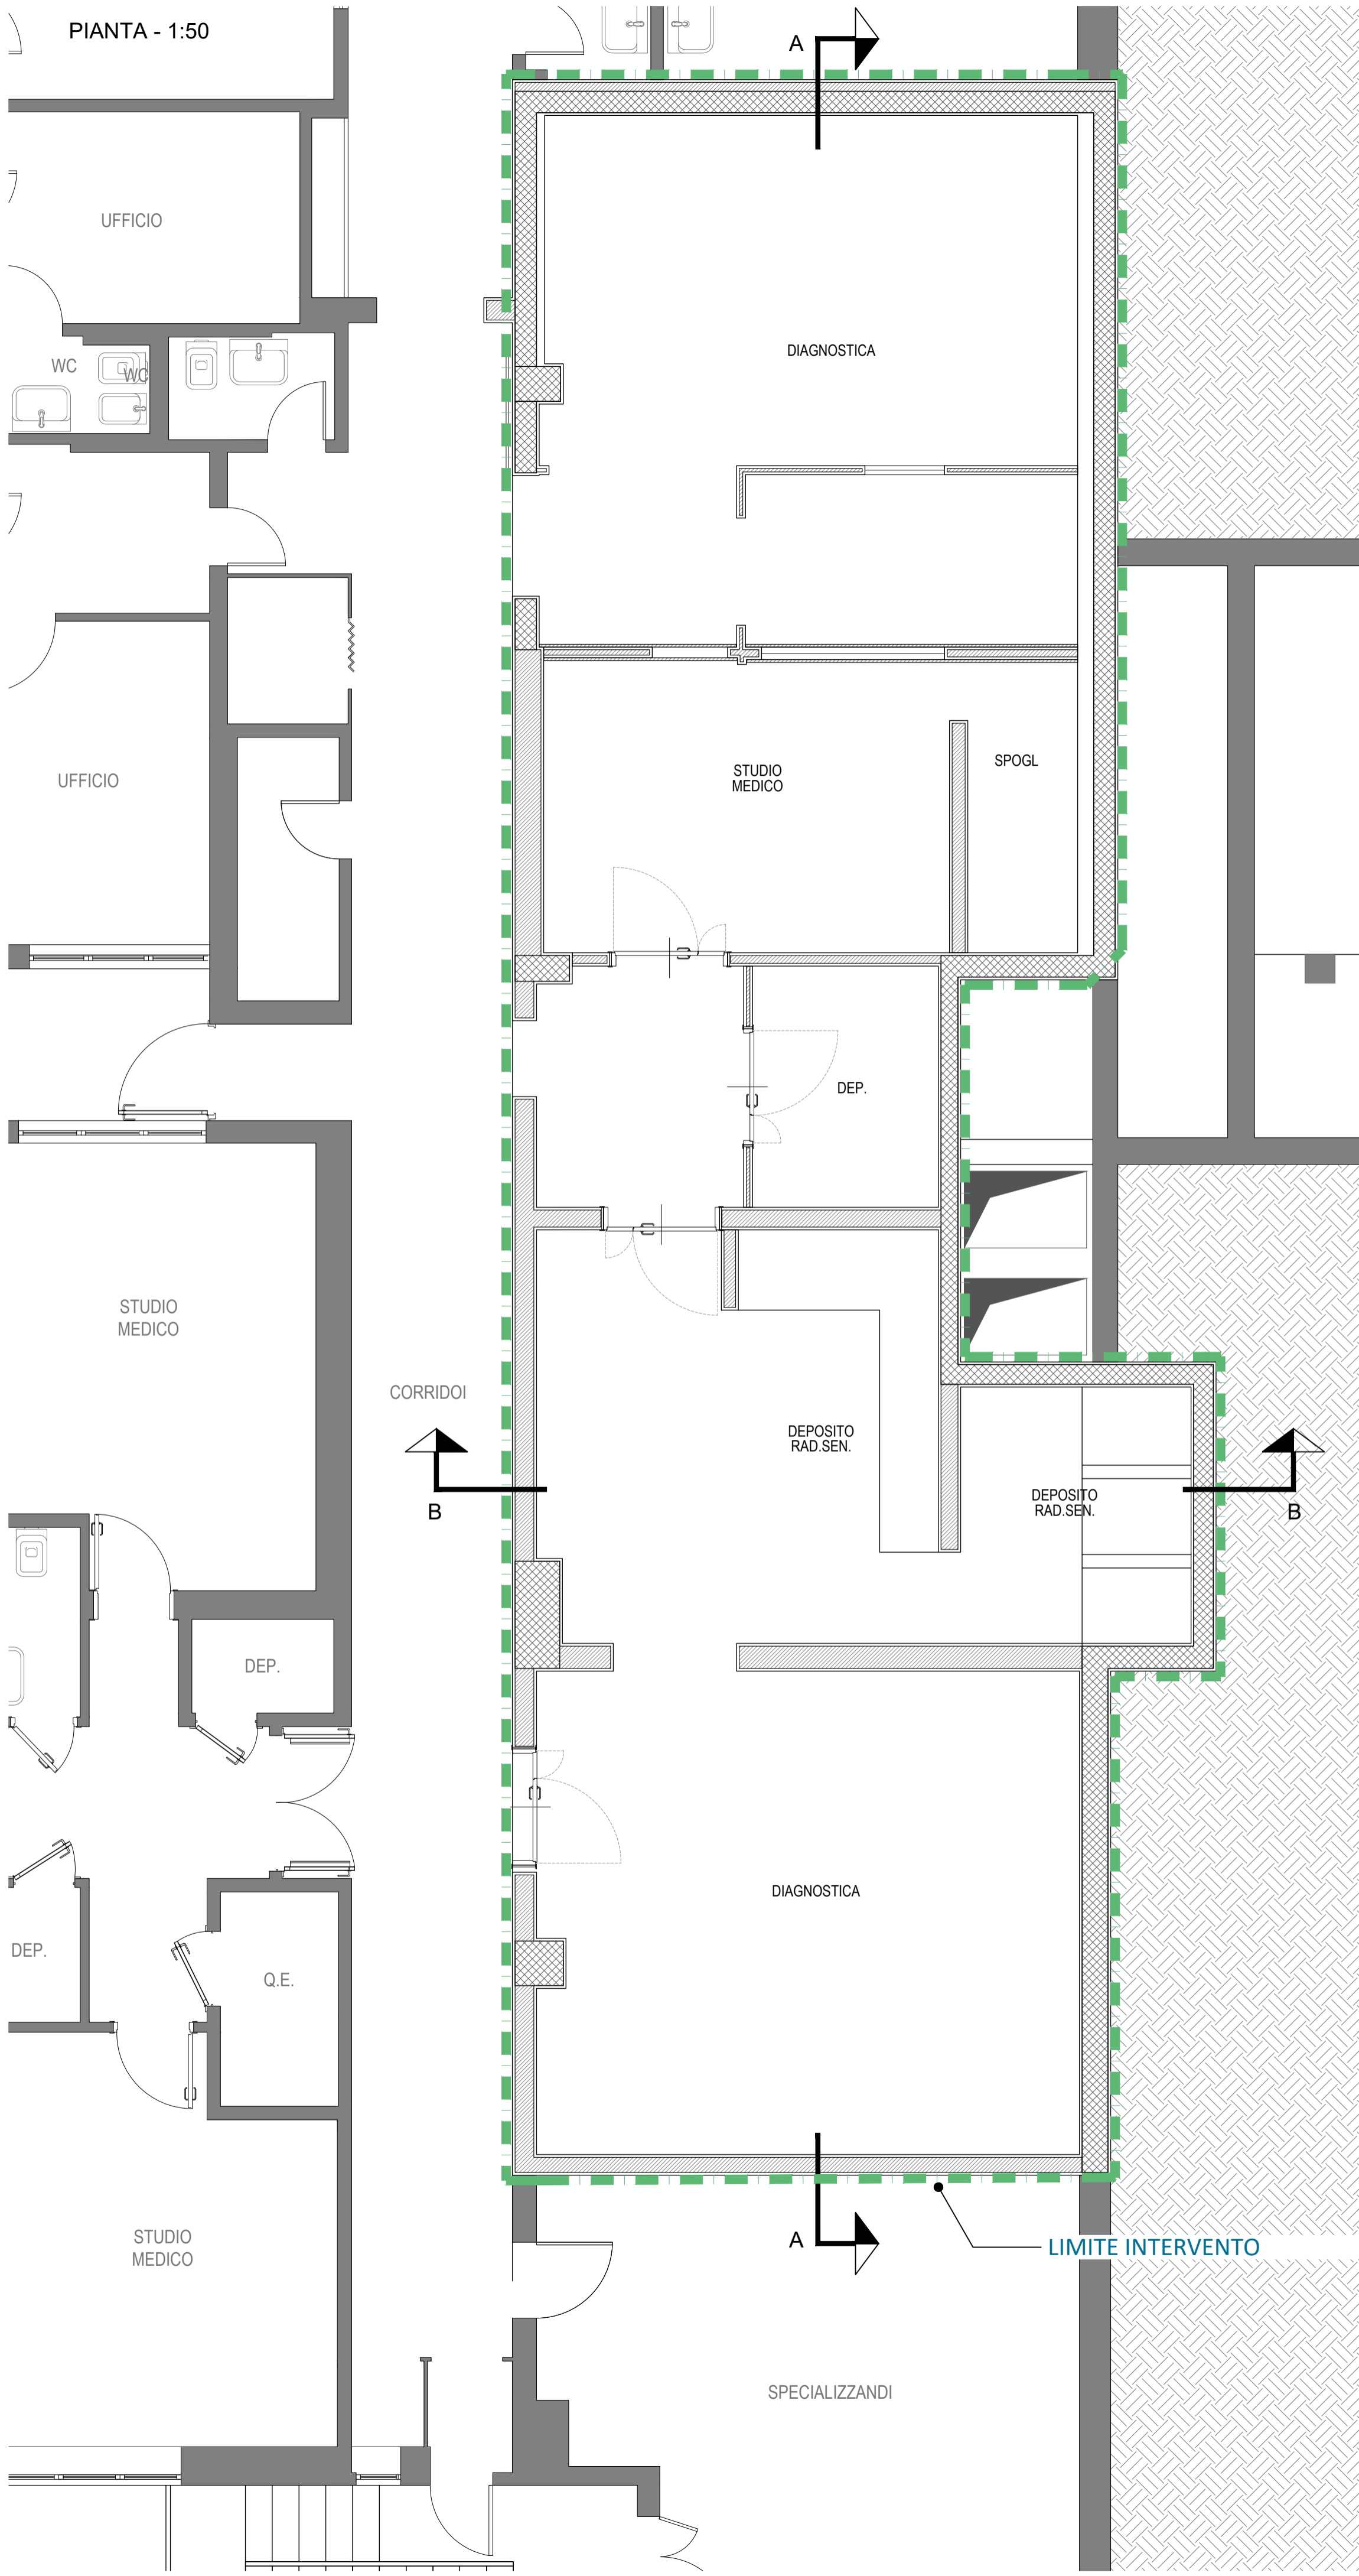 PIANTA - 1:50
A
UFFICIO
DIAGNOSTICA
WC
WC
UFFICIO
STUDIO
MEDICO
SPOGL
DEP.
STUDIO
MEDICO
CORRIDOI
DEPOSITO
RAD.SEN.
DEPOSITO
RAD.SEN.
B
B
DEP.
DIAGNOSTICA
DEP.
Q.E.
STUDIO
MEDICO
A
LIMITE INTERVENTO
SPECIALIZZANDI